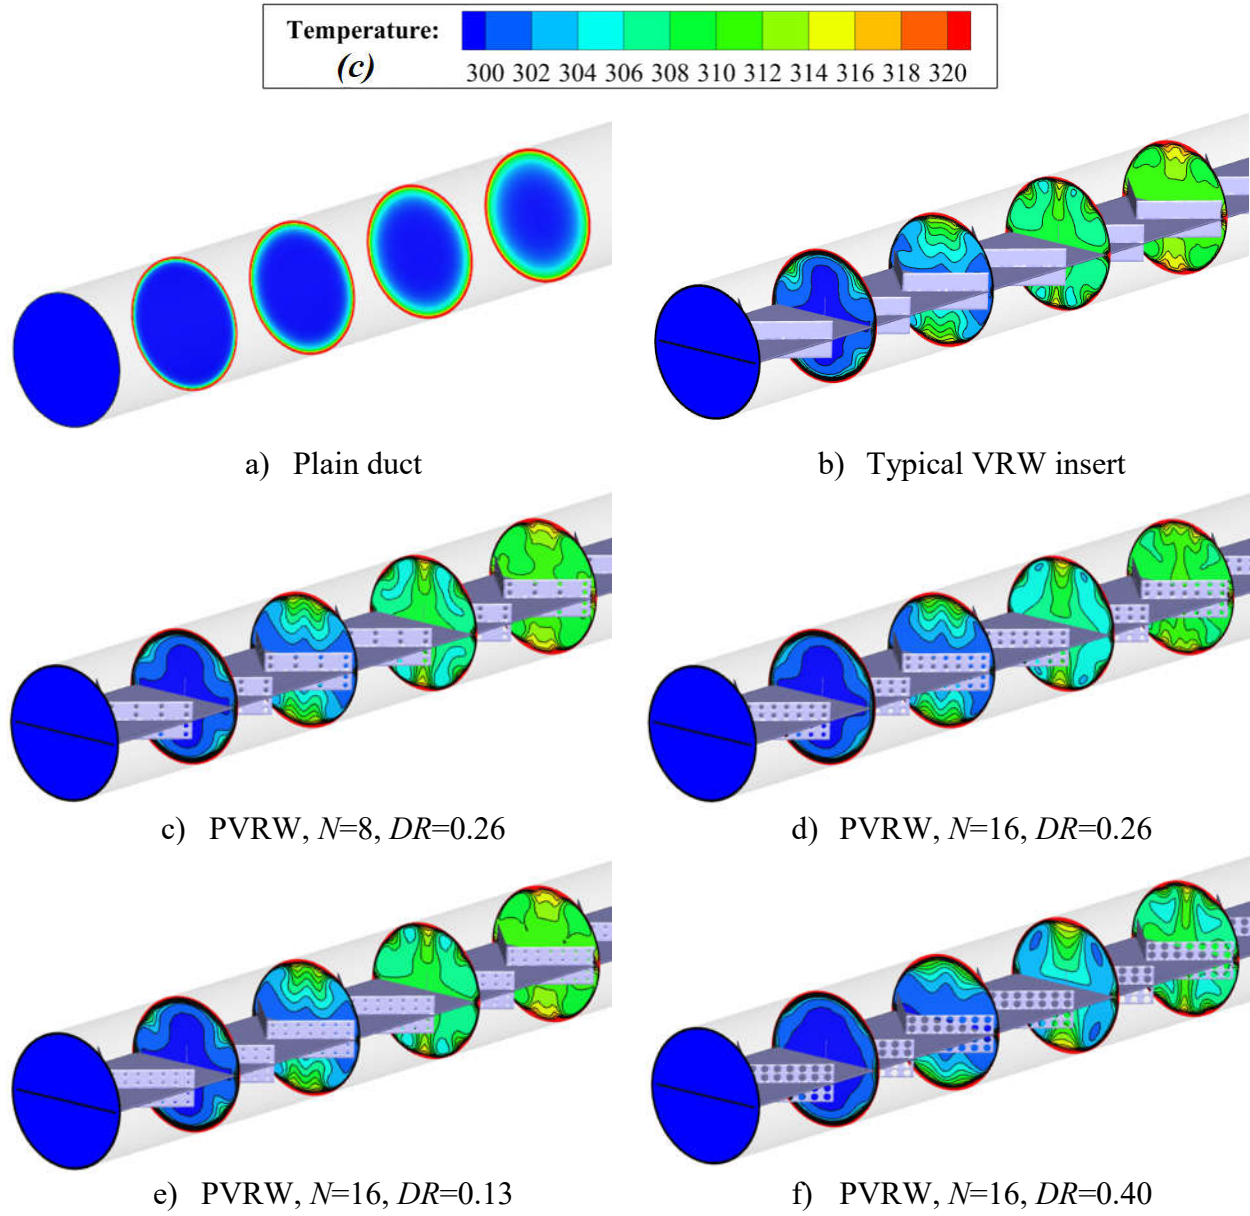 Temperature:
(c)
300 302 304 306 308 310 312 314 316 318 320
a) Plain duct
b) Typical VRW insert
c) PVRW, N=8, DR=0.26
d) PVRW, N=16, DR=0.26
e) PVRW, N=16, DR=0.13
f) PVRW, N=16, DR=0.40